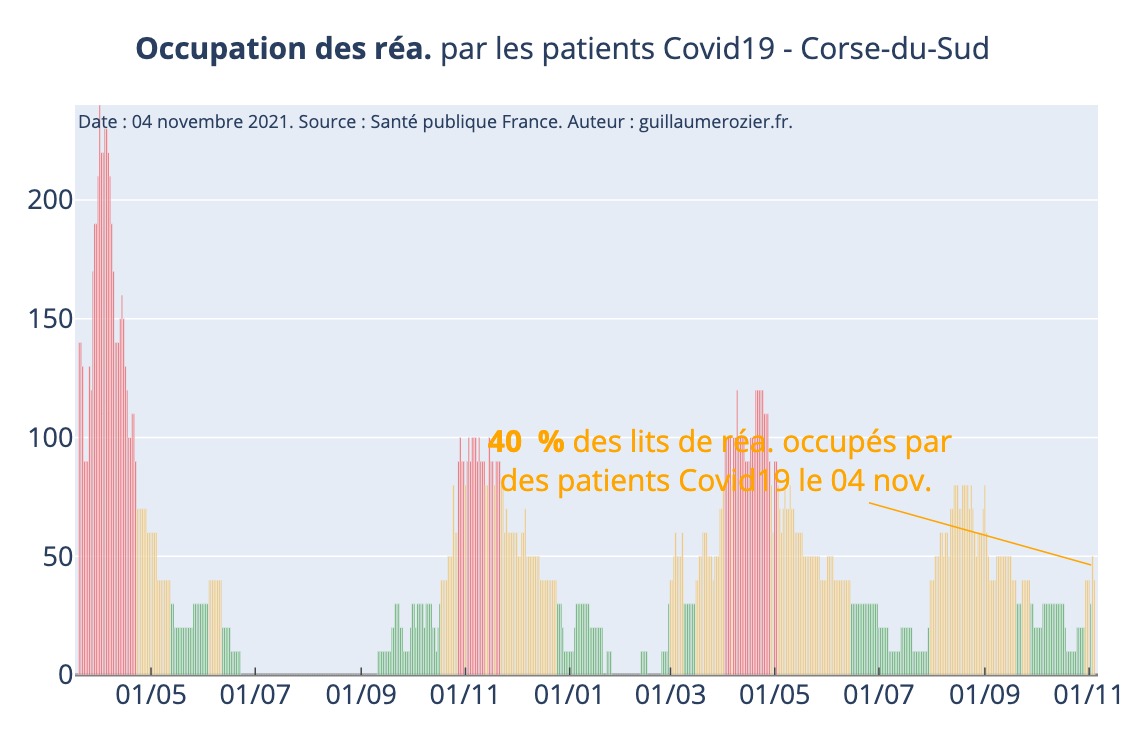 Occupation des réa. par les patients Covid19 - Corse-du-Sud
Date : 04 novembre 2021. Source : Santé publique France. Auteur : guillaumerozier.fr.
200
150
100
40  % des lits de réa. occupés par
des patients Covid19 le 04 nov.
50
0
01/05 01/07 01/09 01/11 01/01 01/03 01/05 01/07 01/09 01/11